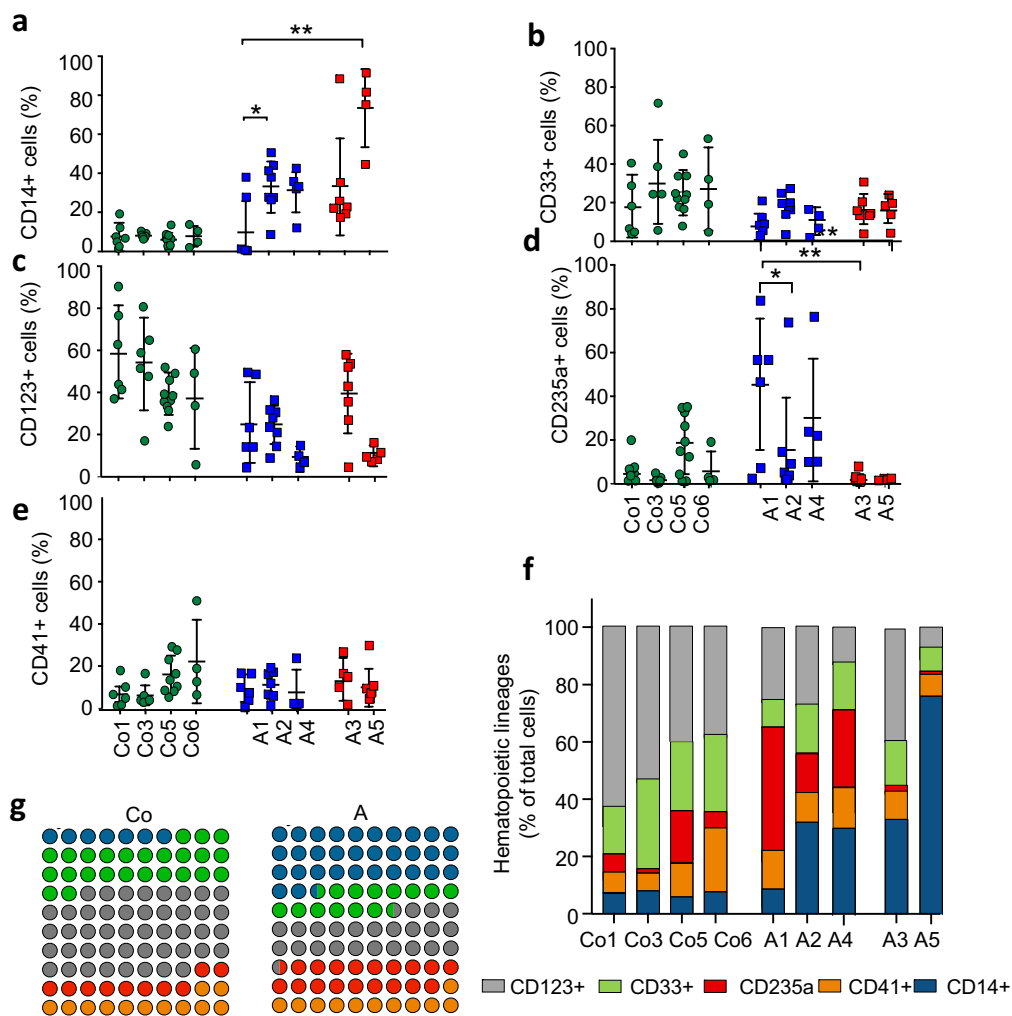 a
CD14+ cells (%)
100
80
60
40
20
0
*
**
b
CD33+ cells (%)
100
80
60
40
20
0
**
c
CD123+ cells (%)
100
80
60
40
20
0
d
CD235a+ cells (%)
100
80
60
40
20
0
*
**
Co1 Co3 Co5 Co6 A1 A2 A4 A3 A5
e
CD41+ cells (%)
100
80
60
40
20
0
Co1 Co3 Co5 Co6 A1 A2 A4 A3 A5
f
Hematopoietic lineages
(% of total cells)
100
80
60
40
20
0
Co1 Co3 Co5 Co6 A1 A2 A4 A3 A5
CD123+ CD33+ CD235a CD41+ CD14+
g
Co A